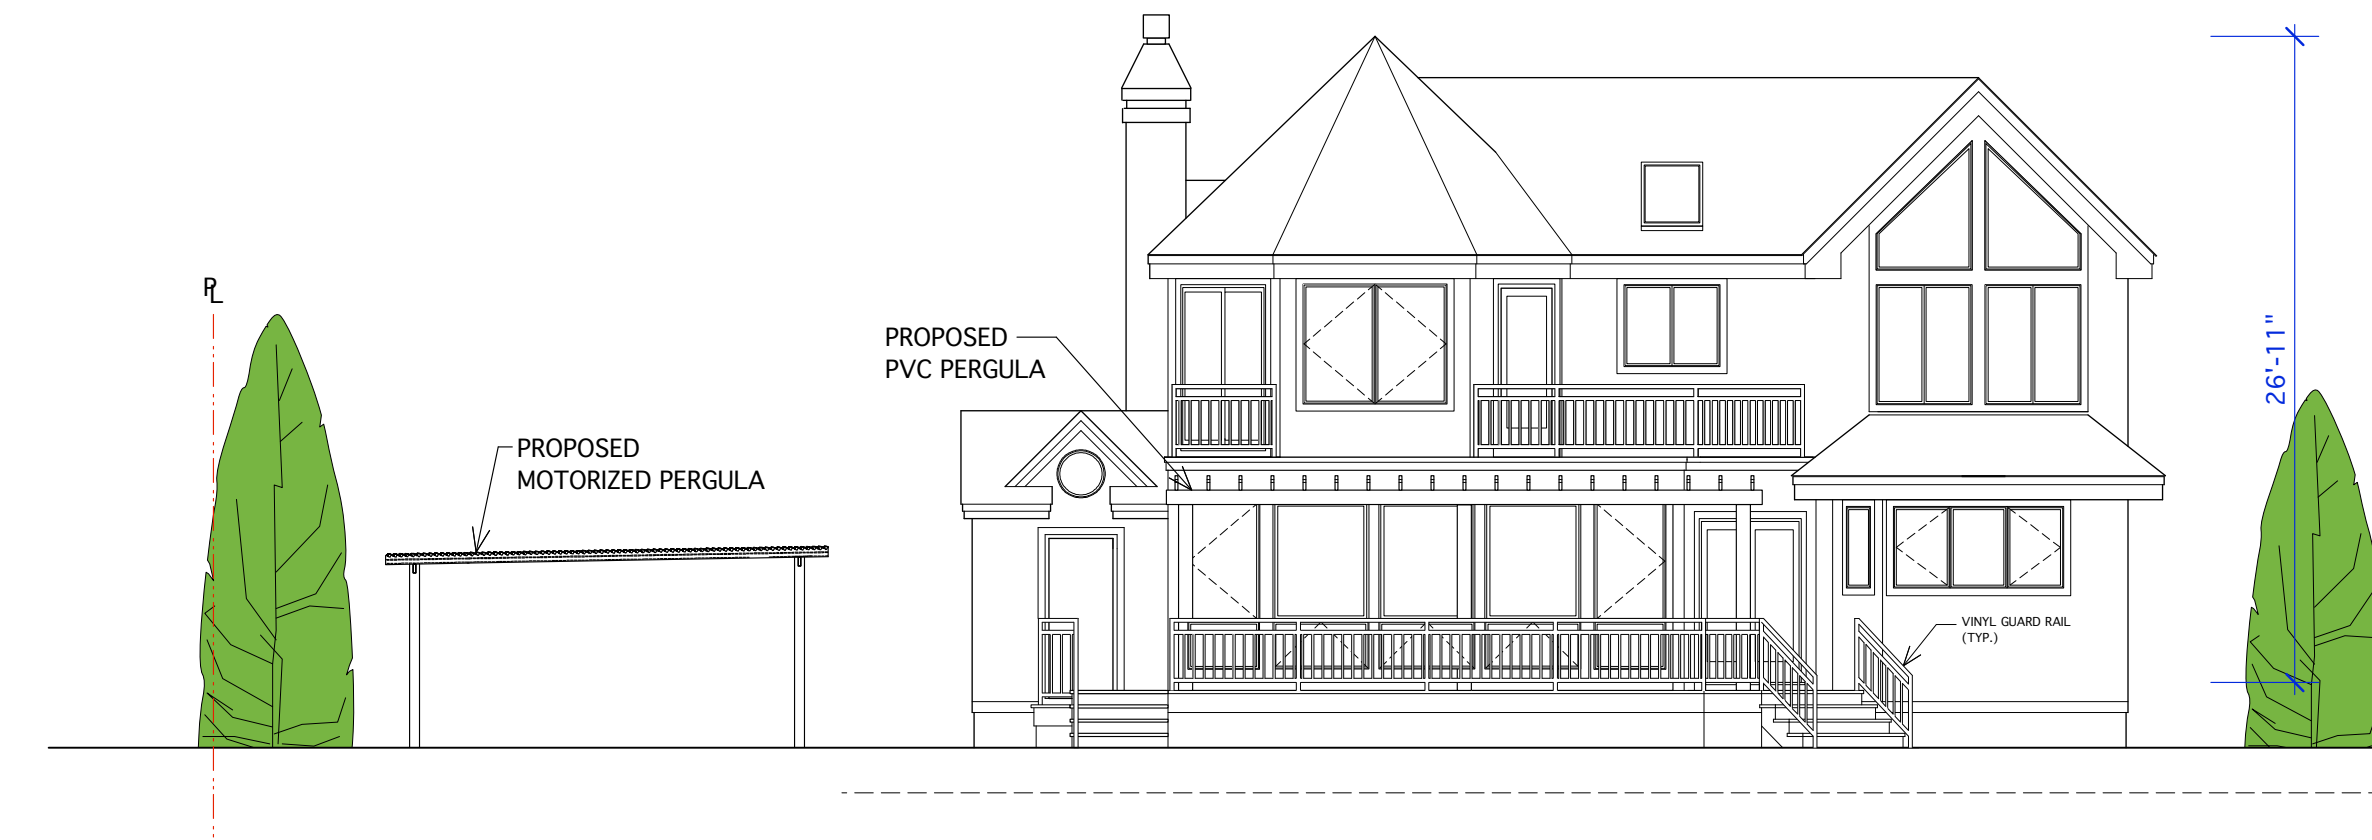 PL
PROPOSED
PVC PERGULA
PROPOSED
MOTORIZED PERGULA
26'-11"
VINYL GUARD RAIL
(TYP.)